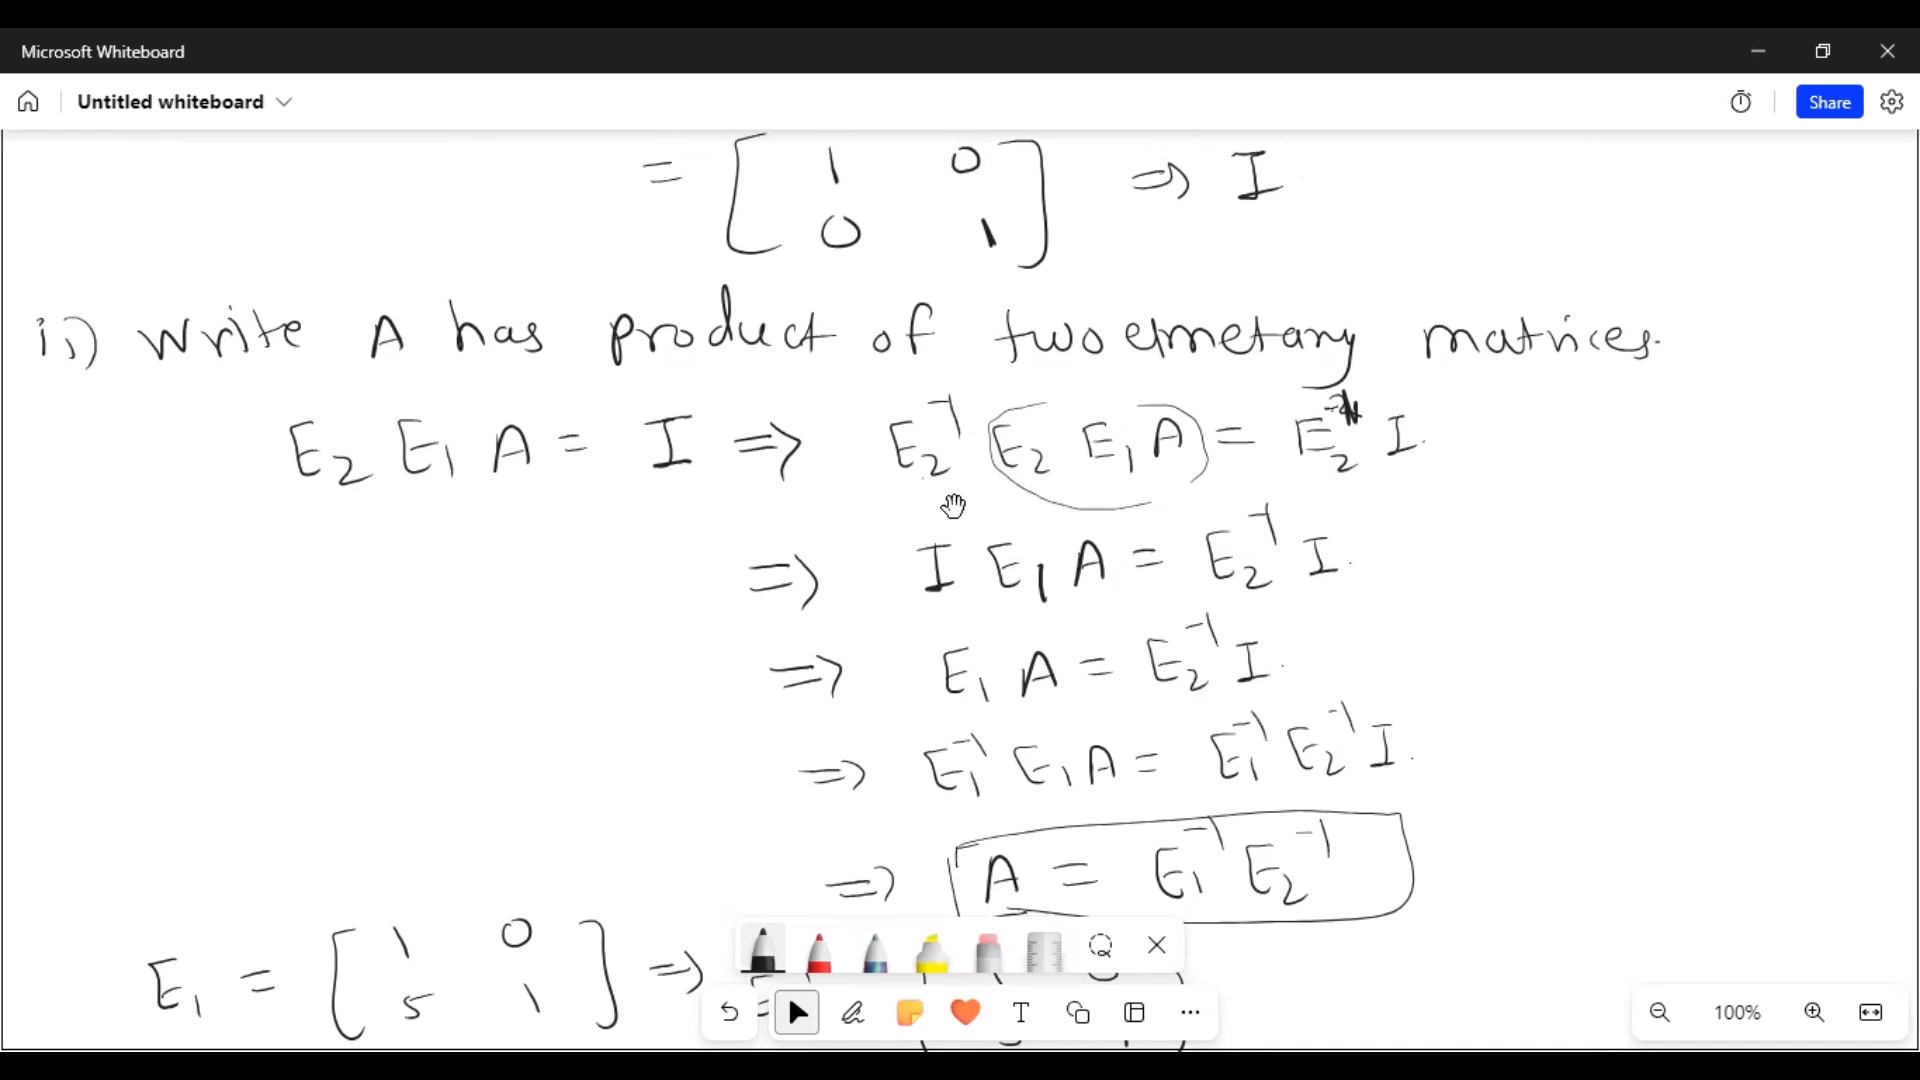 Microsoft Whiteboard
Untitled whiteboard
Share
= [ 1 0 ] => I
[ 0 1 ]
ii) Write A has product of two elmetary matrices.
E₂ E₁ A = I => E₂⁻¹ (E₂ E₁ A) = E₂⁻¹ I.
=> I E₁ A = E₂⁻¹ I.
=> E₁ A = E₂⁻¹ I.
=> E₁⁻¹ E₁ A = E₁⁻¹ E₂⁻¹ I.
=> A = E₁⁻¹ E₂⁻¹
E₁ = [ 1 0 ] =>
[ 5 1 ]
100%